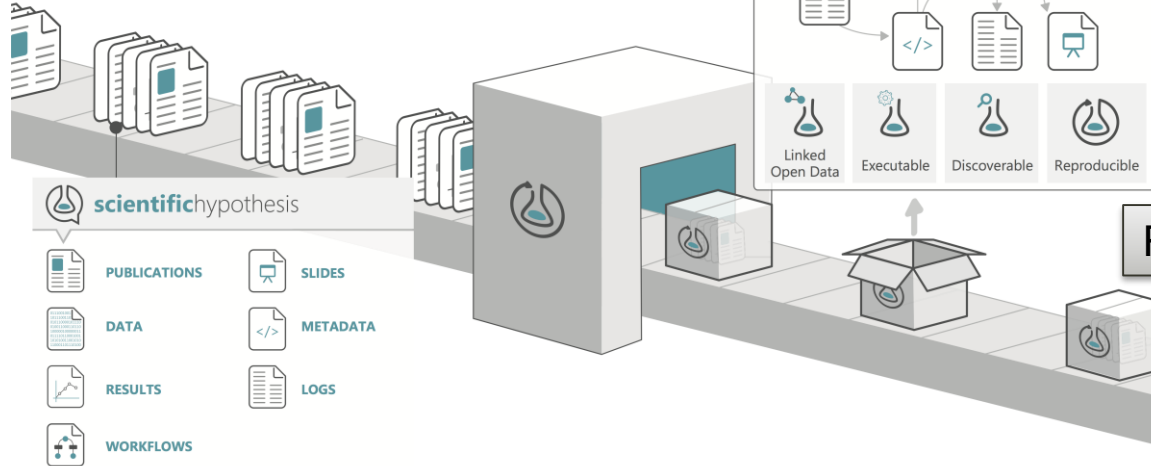 Linked
Open Data
Executable
Discoverable
Reproducible
scientifichypothesis
PUBLICATIONS
SLIDES
DATA
</>
METADATA
RESULTS
LOGS
WORKFLOWS
</>